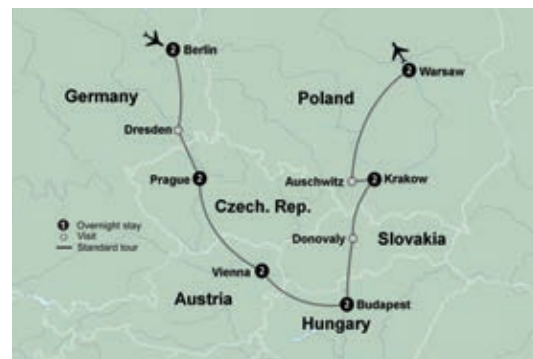 2 Berlin
2 Warsaw
Germany
Poland
Dresden
Prague 2
Auschwitz
2 Krakow
Czech. Rep.
1 Overnight stay
Visit
Standard tour
Donovaly
Slovakia
Vienna 2
Austria
2 Budapest
Hungary